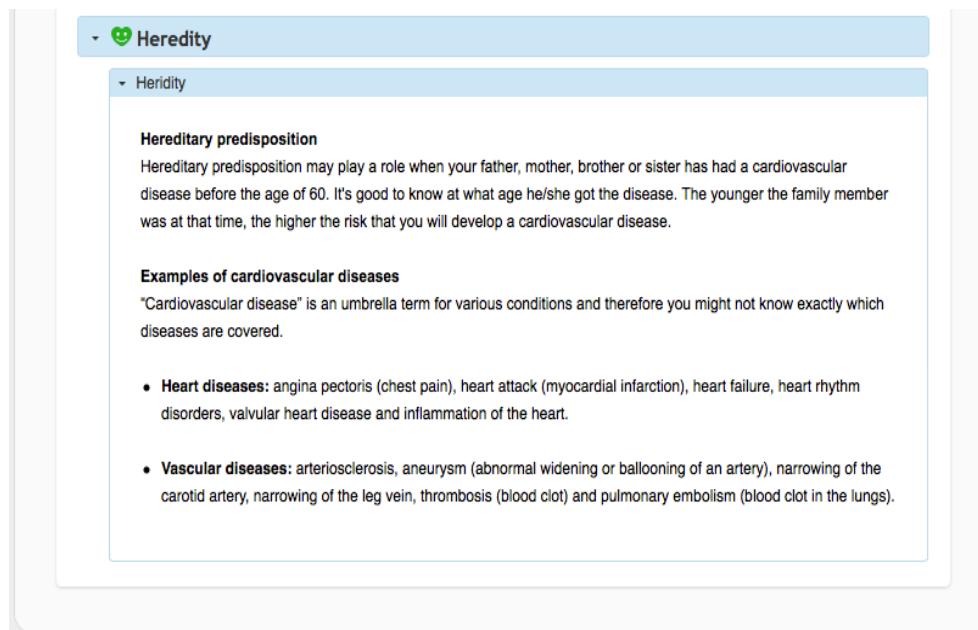 Heredity
Heridity
Hereditary predisposition
Hereditary predisposition may play a role when your father, mother, brother or sister has had a cardiovascular
disease before the age of 60. It's good to know at what age he/she got the disease. The younger the family member
was at that time, the higher the risk that you will develop a cardiovascular disease.
Examples of cardiovascular diseases
“Cardiovascular disease” is an umbrella term for various conditions and therefore you might not know exactly which
diseases are covered.
• Heart diseases: angina pectoris (chest pain), heart attack (myocardial infarction), heart failure, heart rhythm
disorders, valvular heart disease and inflammation of the heart.
• Vascular diseases: arteriosclerosis, aneurysm (abnormal widening or ballooning of an artery), narrowing of the
carotid artery, narrowing of the leg vein, thrombosis (blood clot) and pulmonary embolism (blood clot in the lungs).